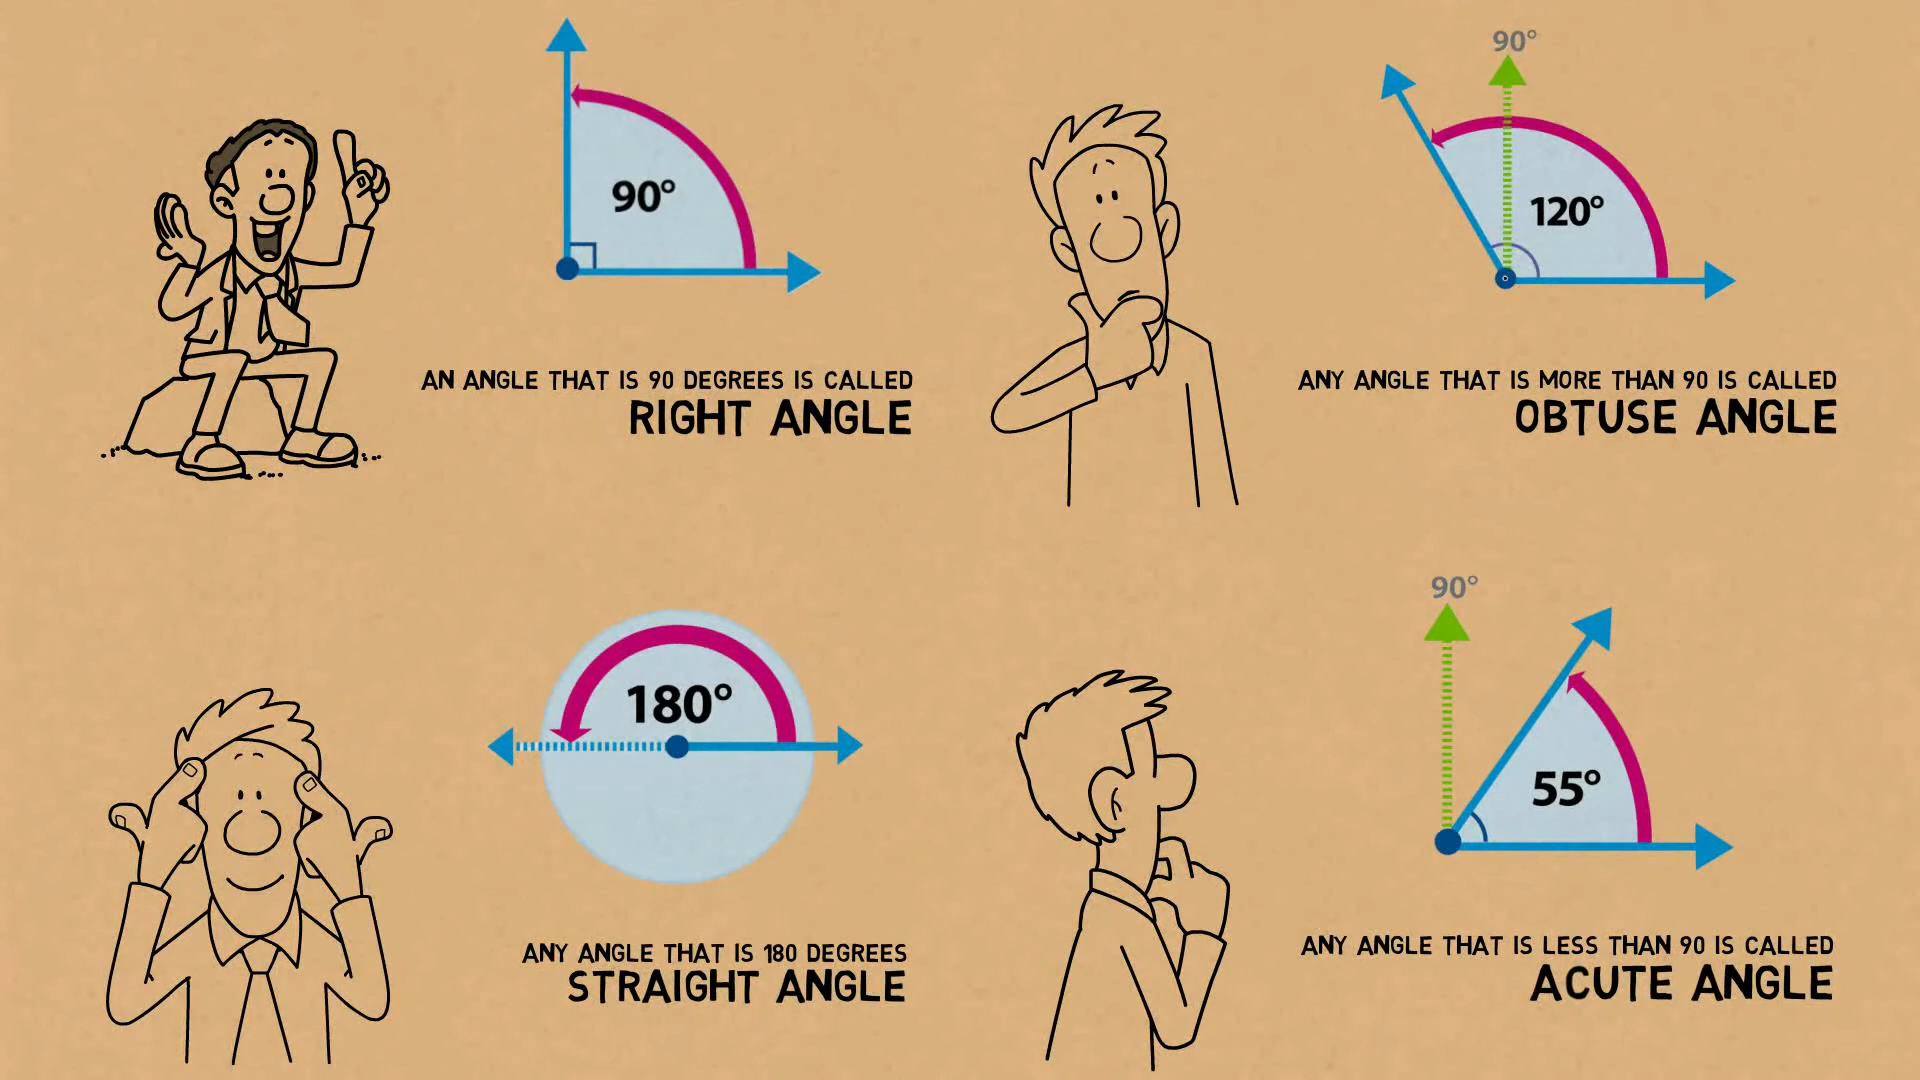 90°
AN ANGLE THAT IS 90 DEGREES IS CALLED
RIGHT ANGLE
90°
120°
ANY ANGLE THAT IS MORE THAN 90 IS CALLED
OBTUSE ANGLE
180°
ANY ANGLE THAT IS 180 DEGREES
STRAIGHT ANGLE
90°
55°
ANY ANGLE THAT IS LESS THAN 90 IS CALLED
ACUTE ANGLE